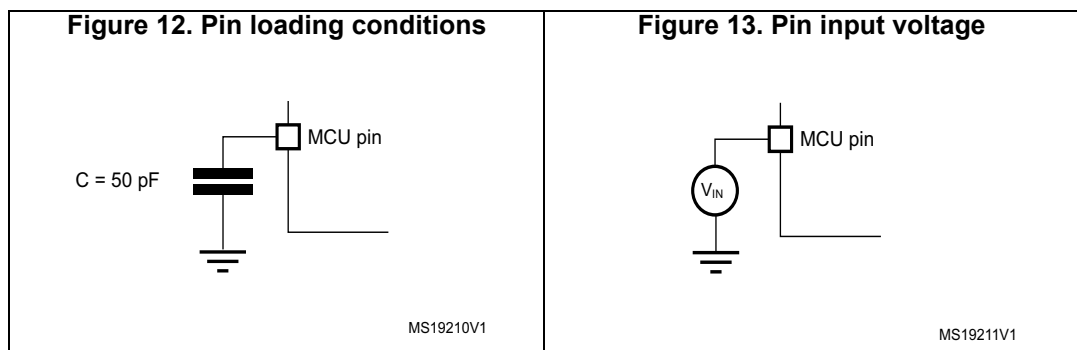 Figure 12. Pin loading conditions
MCU pin
C = 50 pF
MS19210V1
Figure 13. Pin input voltage
MCU pin
VIN
MS19211V1